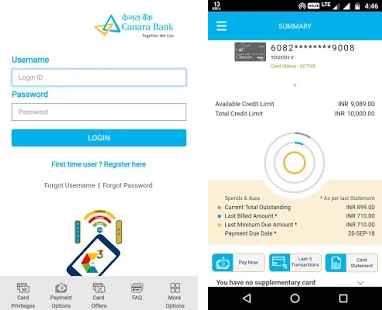 केनरा बैंक
Canara Bank
Together We Can
Username
Login ID
Password
Password
LOGIN
First time user ? Register here
Forgot Username | Forgot Password
Card Privileges
Payment Options
Card Offers
FAQ
More Options
13
LTE
4:46
SUMMARY
6082********9008
YOGESH V
Card Status : ACTIVE
Available Credit Limit INR 9,089.00
Total Credit Limit INR 10,000.00
Spends & dues * As per last Statement
Current Total Outstanding INR 899.00
Last Billed Amount * INR 710.00
Last Minimum Due Amount * INR 710.00
Payment Due Date * 20-SEP-18
Pay Now
Last 5 Transactions
Card Statement
You have no supplementary card